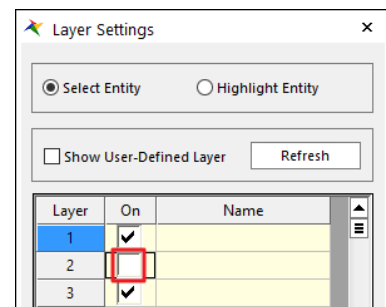 Layer Settings
Select Entity Highlight Entity
Show User-Defined Layer Refresh
Layer On Name
1
2
3